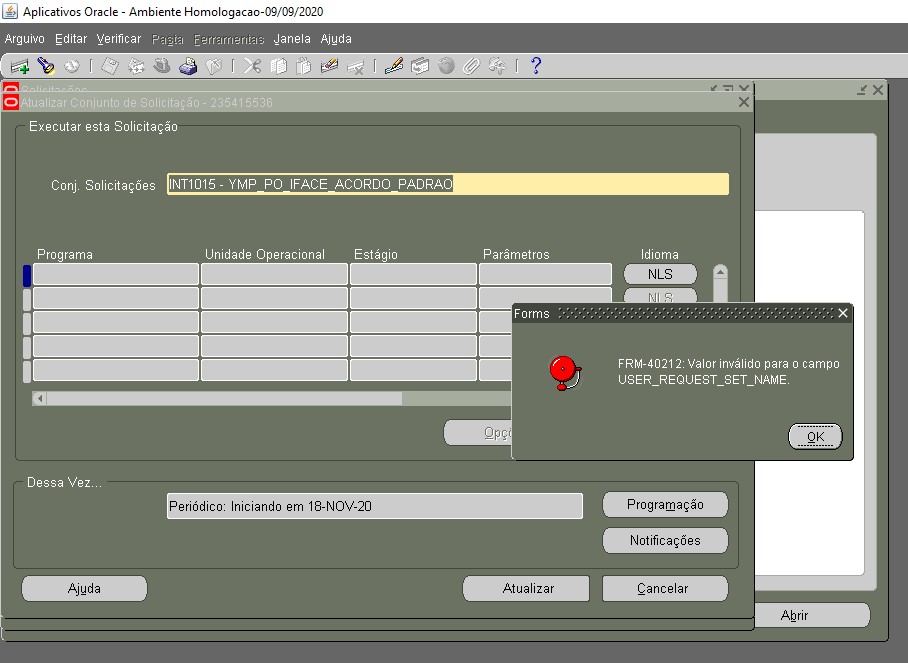 Aplicativos Oracle - Ambiente Homologacao-09/09/2020
Arquivo Editar Verificar Pasta Ferramentas Janela Ajuda
Solicitações
Atualizar Conjunto de Solicitação - 235415536
Executar esta Solicitação
Conj. Solicitações INT1015 - YMP_PO_IFACE_ACORDO_PADRAO
Programa Unidade Operacional Estágio Parâmetros Idioma
NLS
NLS
Forms
FRM-40212: Valor inválido para o campo
USER_REQUEST_SET_NAME.
OK
Opçõ
Dessa Vez...
Periódico: Iniciando em 18-NOV-20
Programação
Notificações
Ajuda Atualizar Cancelar
Abrir